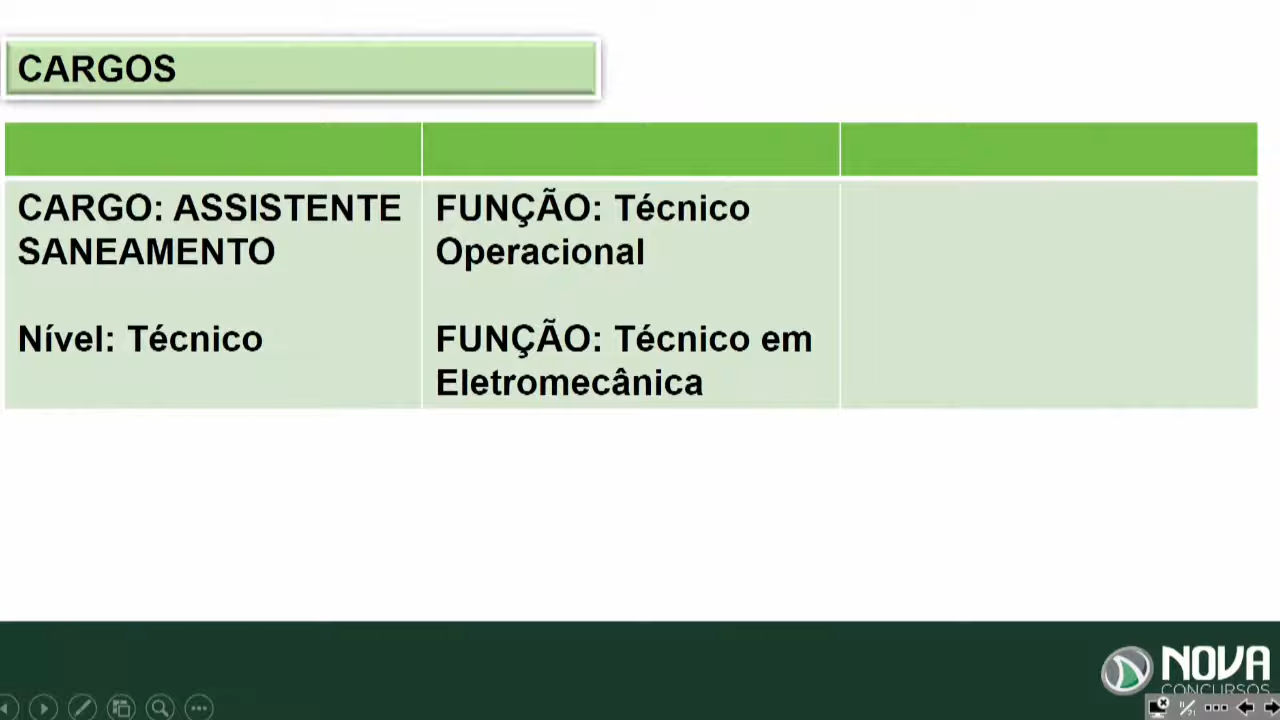 CARGOS
CARGO: ASSISTENTE
SANEAMENTO
Nível: Técnico
FUNÇÃO: Técnico
Operacional
FUNÇÃO: Técnico em
Eletromecânica
NOVA
CONCURSOS